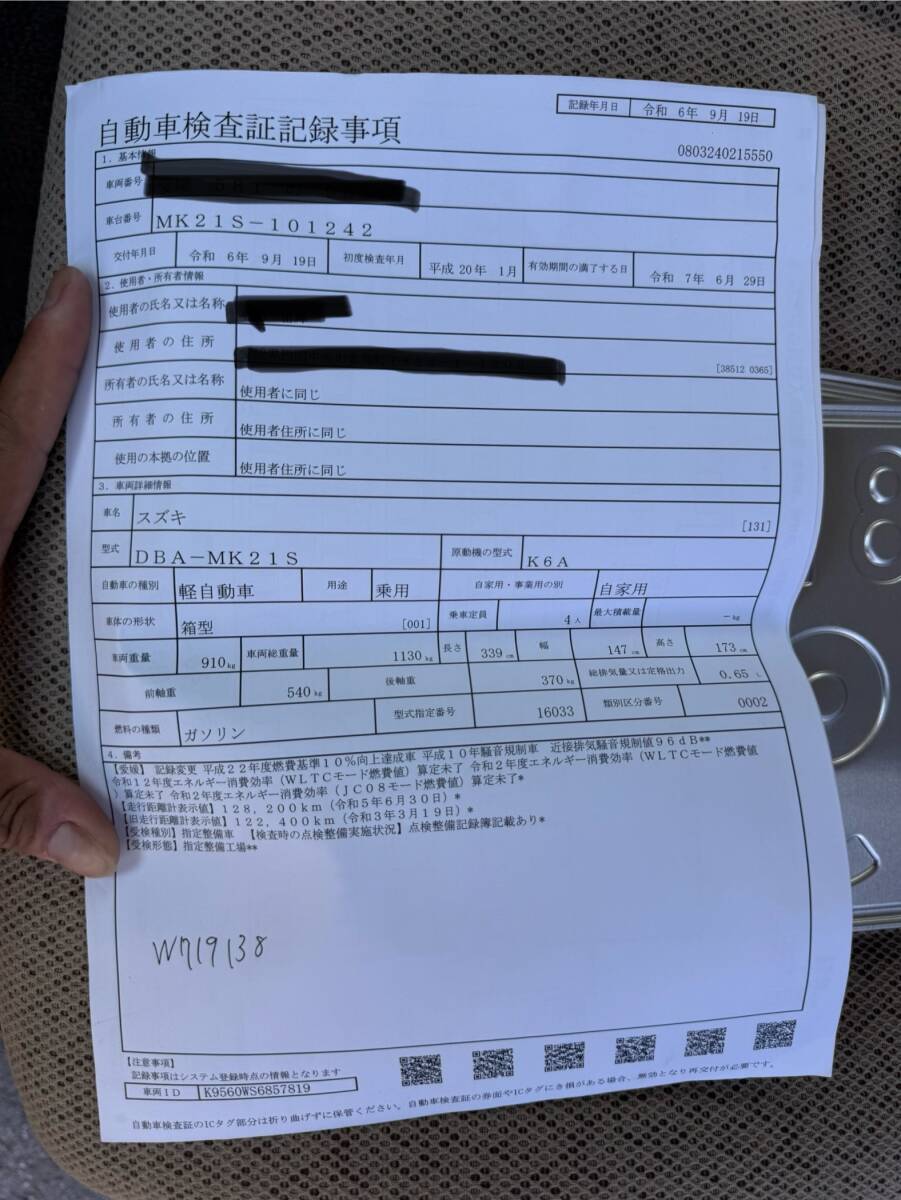 記録年月日 令和 6年 9月 19日
自動車検査証記録事項
0803240215550
1. 基本情報
車両番号
車台番号 MK21S-101242
交付年月日 令和 6年 9月 19日 初度検査年月 平成 20年 1月 有効期間の満了する日 令和 7年 6月 29日
2. 使用者・所有者情報
使用者の氏名又は名称
使用者の住所
[38512 0365]
所有者の氏名又は名称 使用者に同じ
所有者の住所 使用者住所に同じ
使用の本拠の位置 使用者住所に同じ
3. 車両詳細情報
車名 スズキ [131]
型式 DBA-MK21S 原動機の型式 K6A
自動車の種別 軽自動車 用途 乗用 自家用・事業用の別 自家用
車体の形状 箱型 [001] 乗車定員 4人 最大積載量 -kg
車両重量 910kg 車両総重量 1130kg 長さ 339cm 幅 147cm 高さ 173cm
前軸重 540kg 後軸重 370kg 総排気量又は定格出力 0.65L
燃料の種類 ガソリン 型式指定番号 16033 類別区分番号 0002
4. 備考
【愛媛】 記録変更 平成22年度燃費基準10%向上達成車 平成10年騒音規制車 近接排気騒音規制値96dB**
令和12年度エネルギー消費効率(WLTCモード燃費値)算定未了 令和2年度エネルギー消費効率(WLTCモード燃費値
)算定未了 令和2年度エネルギー消費効率(JC08モード燃費値)算定未了*
【走行距離計表示値】128,200km(令和5年6月30日)*
【旧走行距離計表示値】122,400km(令和3年3月19日)*
【受検種別】指定整備車 【検査時の点検整備実施状況】点検整備記録簿記載あり*
【受検形態】指定整備工場**
W719138
【注意事項】
記録事項はシステム登録時点の情報となります
車両ID K9560WS6857819
自動車検査証のICタグ部分は折り曲げずに保管ください。自動車検査証の券面やICタグにき損がある場合、無効となり再交付が必要です。